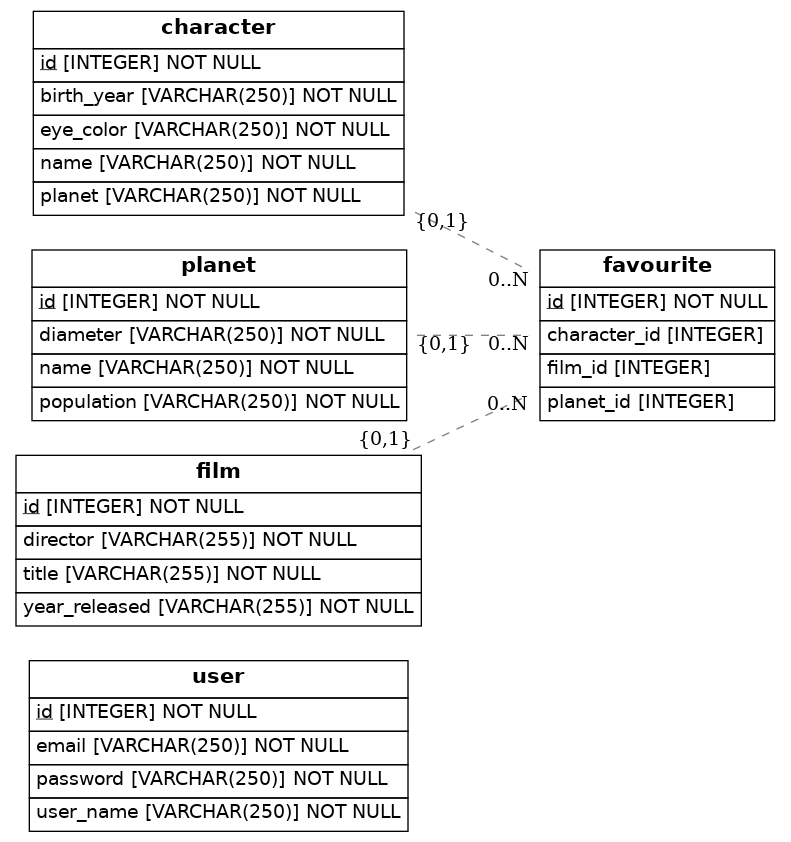 character
id [INTEGER] NOT NULL
birth_year [VARCHAR(250)] NOT NULL
eye_color [VARCHAR(250)] NOT NULL
name [VARCHAR(250)] NOT NULL
planet [VARCHAR(250)] NOT NULL
{0,1}
0..N
planet
id [INTEGER] NOT NULL
diameter [VARCHAR(250)] NOT NULL
name [VARCHAR(250)] NOT NULL
population [VARCHAR(250)] NOT NULL
{0,1}
0..N
favourite
id [INTEGER] NOT NULL
character_id [INTEGER]
film_id [INTEGER]
planet_id [INTEGER]
0..N
{0,1}
film
id [INTEGER] NOT NULL
director [VARCHAR(255)] NOT NULL
title [VARCHAR(255)] NOT NULL
year_released [VARCHAR(255)] NOT NULL
user
id [INTEGER] NOT NULL
email [VARCHAR(250)] NOT NULL
password [VARCHAR(250)] NOT NULL
user_name [VARCHAR(250)] NOT NULL